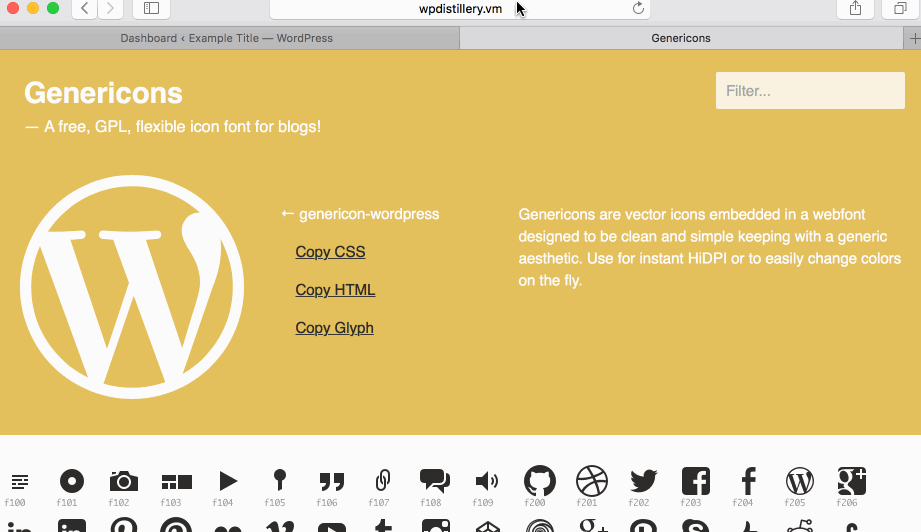 wpdistillery.vm
Dashboard ‹ Example Title — WordPress
Genericons
Genericons
Filter...
— A free, GPL, flexible icon font for blogs!
← genericon-wordpress
Copy CSS
Copy HTML
Copy Glyph
Genericons are vector icons embedded in a webfont
designed to be clean and simple keeping with a generic
aesthetic. Use for instant HiDPI or to easily change colors
on the fly.
f100 f101 f102 f103 f104 f105 f106 f107 f108 f109 f200 f201 f202 f203 f204 f205 f206